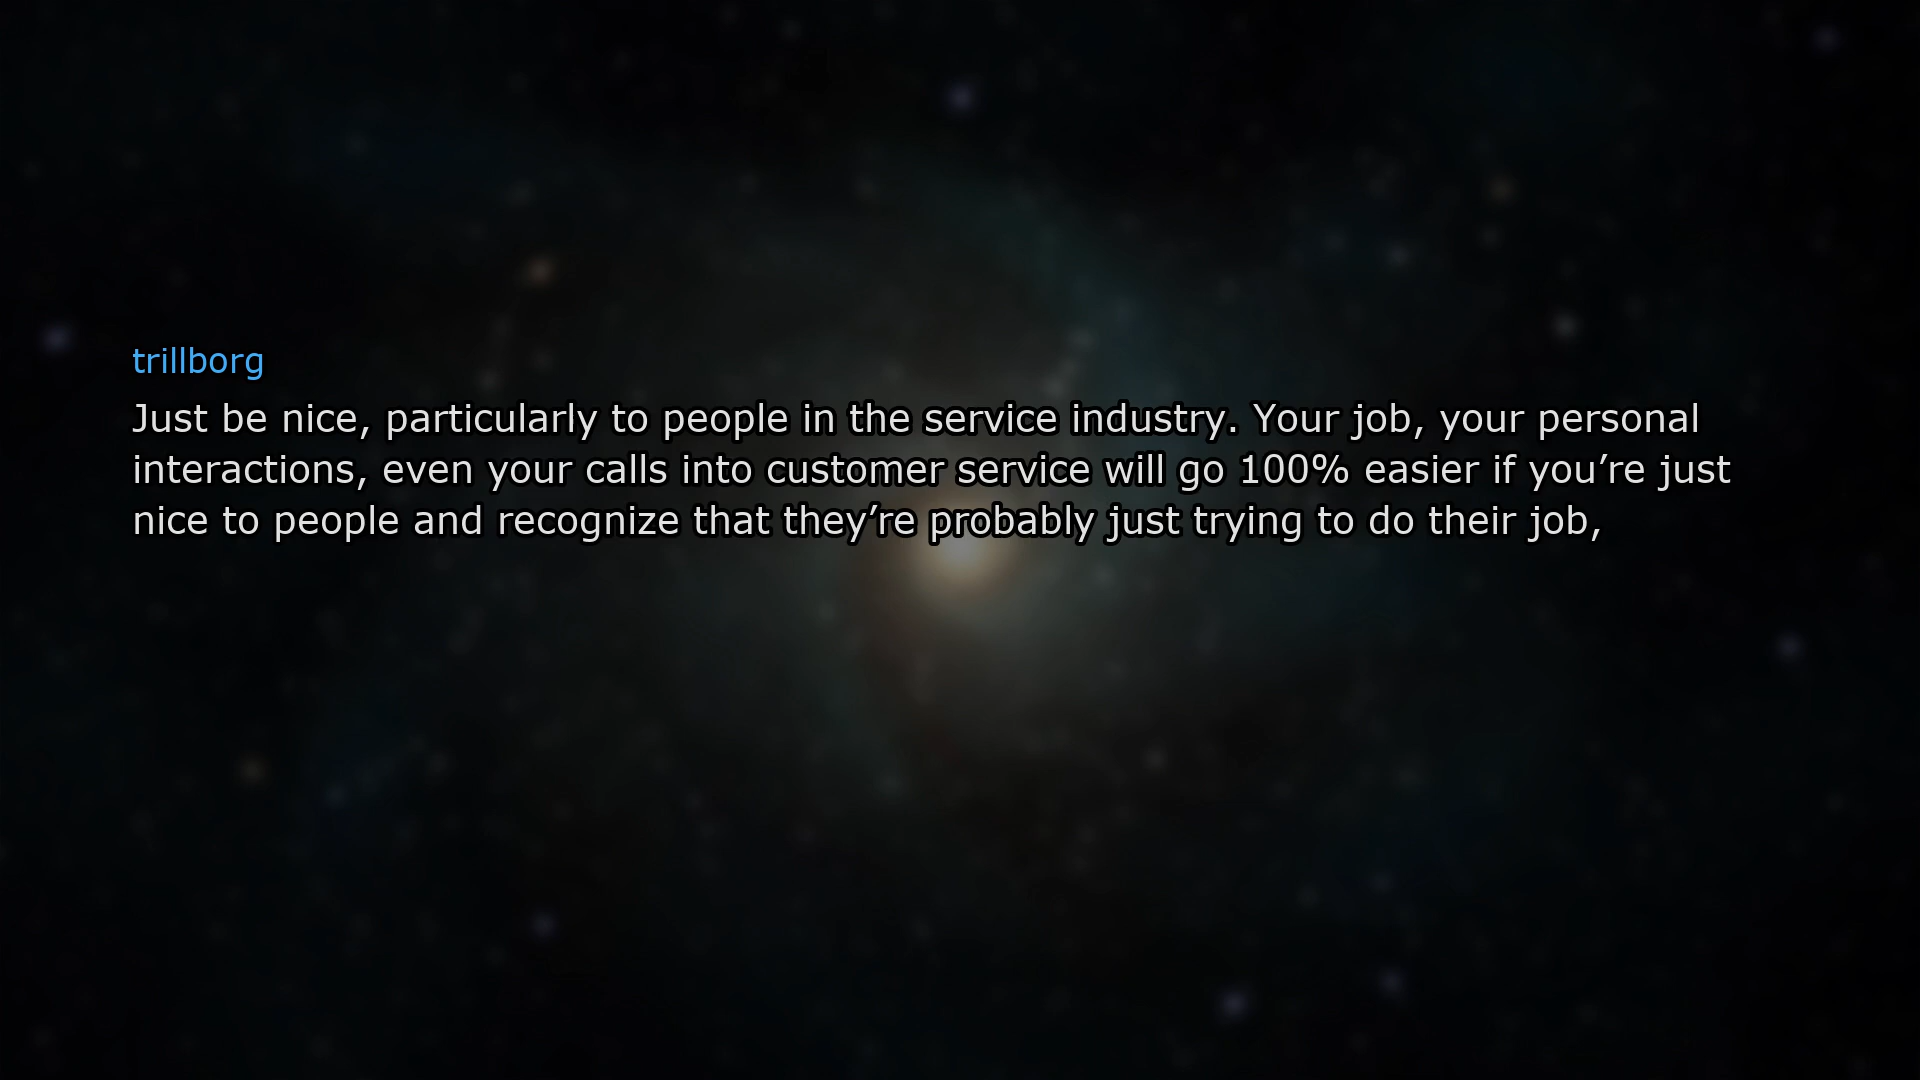 trillborg
Just be nice, particularly to people in the service industry. Your job, your personal
interactions, even your calls into customer service will go 100% easier if you’re just
nice to people and recognize that they’re probably just trying to do their job,